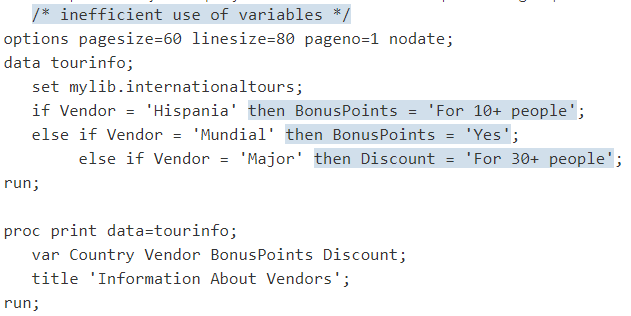 /* inefficient use of variables */
options pagesize=60 linesize=80 pageno=1 nodate;
data tourinfo;
   set mylib.internationaltours;
   if Vendor = 'Hispania' then BonusPoints = 'For 10+ people';
   else if Vendor = 'Mundial' then BonusPoints = 'Yes';
        else if Vendor = 'Major' then Discount = 'For 30+ people';
run;

proc print data=tourinfo;
   var Country Vendor BonusPoints Discount;
   title 'Information About Vendors';
run;